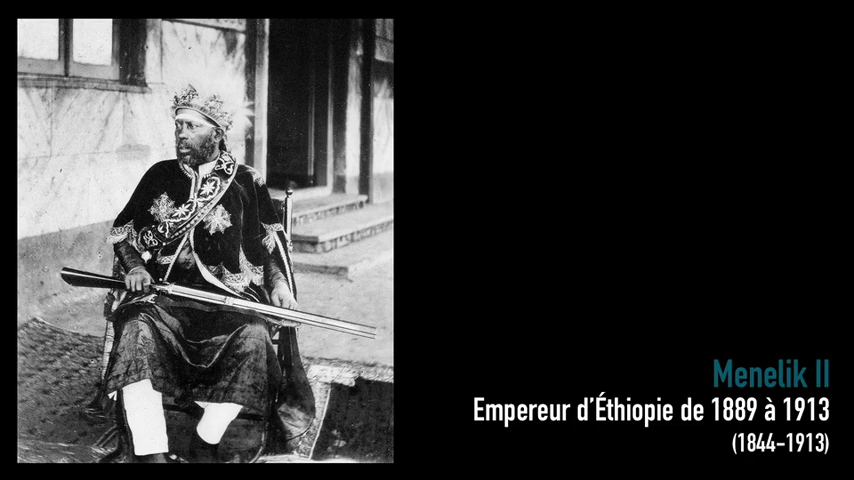 Menelik II
Empereur d’Éthiopie de 1889 à 1913
(1844-1913)